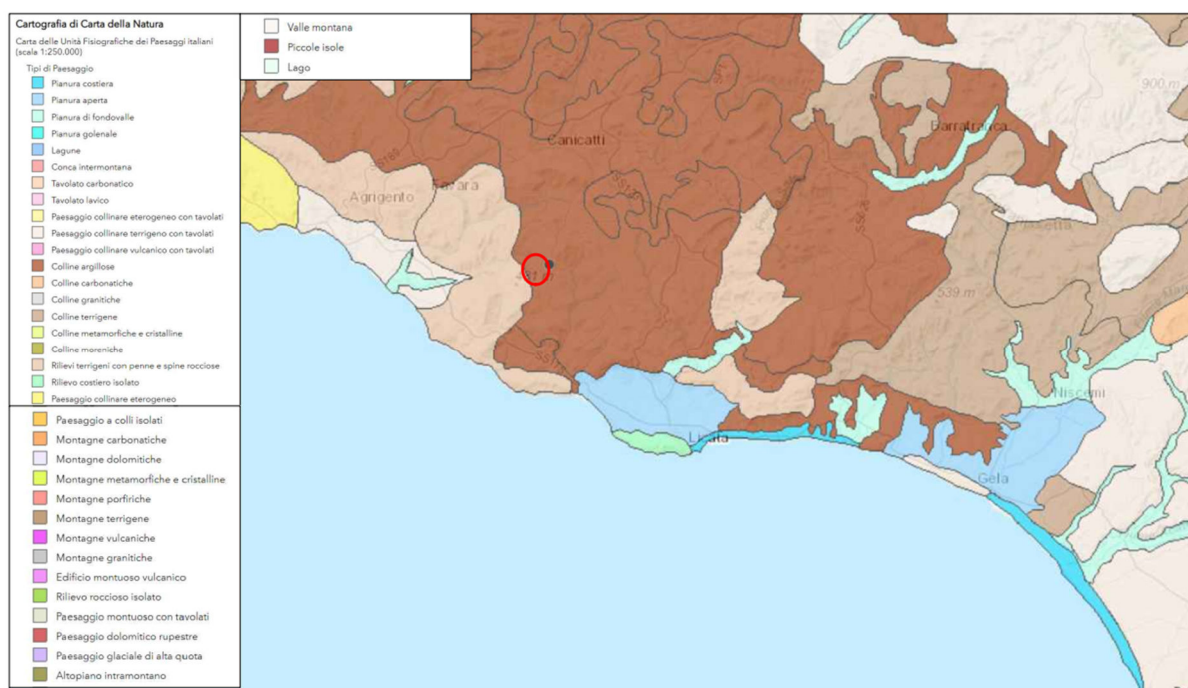 Cartografia di Carta della Natura
Carta delle Unità Fisiografiche dei Paesaggi italiani
(scala 1:250.000)
Tipi di Paesaggio
Pianura costiera
Pianura aperta
Pianura di fondovalle
Pianura golenale
Lagune
Conca intermontana
Tavolato carbonatico
Tavolato lavico
Paesaggio collinare eterogeneo con tavolati
Paesaggio collinare terrigeno con tavolati
Paesaggio collinare vulcanico con tavolati
Colline argillose
Colline carbonatiche
Colline granitiche
Colline terrigene
Colline metamorfiche e cristalline
Colline moreniche
Rilievi terrigeni con penne e spine rocciose
Rilievo costiero isolato
Paesaggio collinare eterogeneo
Paesaggio a colli isolati
Montagne carbonatiche
Montagne dolomitiche
Montagne metamorfiche e cristalline
Montagne porfiriche
Montagne terrigene
Montagne vulcaniche
Montagne granitiche
Edificio montuoso vulcanico
Rilievo roccioso isolato
Paesaggio montuoso con tavolati
Paesaggio dolomitico rupestre
Paesaggio glaciale di alta quota
Altopiano intramontano
Valle montana
Piccole isole
Lago
900 m
Barrafranca
Canicattì
Favara
Agrigento
539 m
Niscemi
Licata
Gela